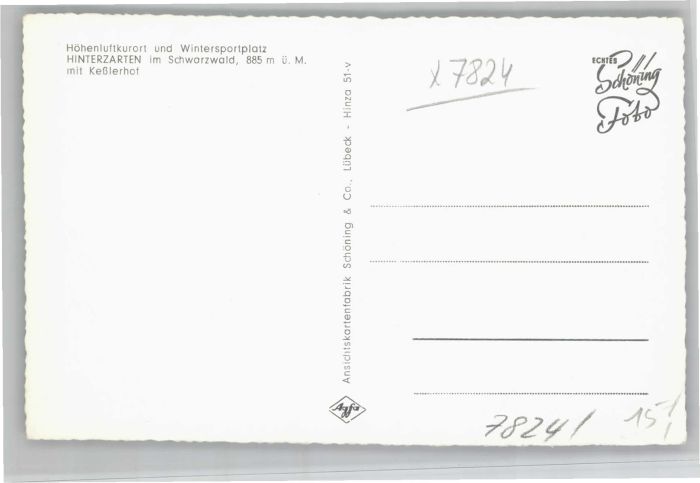 Höhenluftkurort und Wintersportplatz
HINTERZARTEN im Schwarzwald, 885 m ü. M.
mit Keßlerhof
x 7824
ECHTES
Schöning
Foto
Ansichtskartenfabrik Schöning & Co., Lübeck - Hinza 51-v
Agfa
78241
15,-